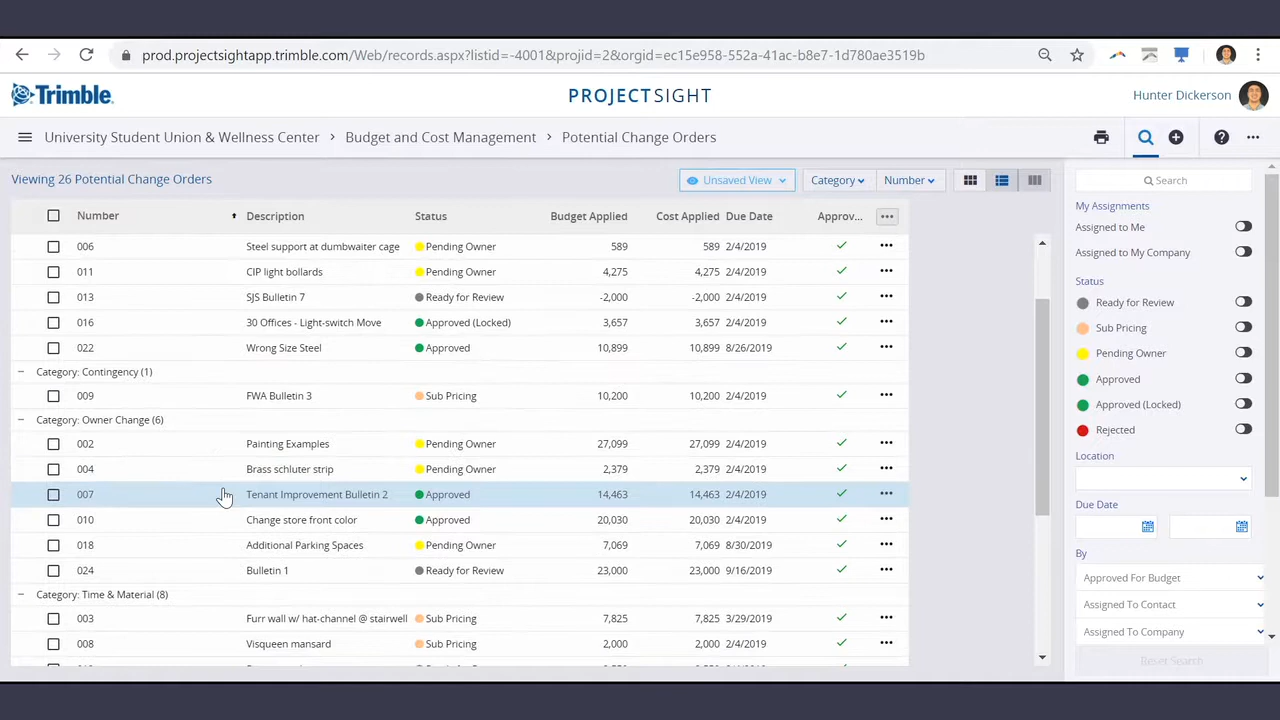 prod.projectsightapp.trimble.com/Web/records.aspx?listid=-4001&projid=2&orgid=ec15e958-552a-41ac-b8e7-1d780ae3519b
Trimble.
PROJECTSIGHT
Hunter Dickerson
University Student Union & Wellness Center > Budget and Cost Management > Potential Change Orders
Viewing 26 Potential Change Orders
Unsaved View
Category
Number
Search
Number Description Status Budget Applied Cost Applied Due Date Approv...
006 Steel support at dumbwaiter cage Pending Owner 589 589 2/4/2019
011 CIP light bollards Pending Owner 4,275 4,275 2/4/2019
013 SJS Bulletin 7 Ready for Review -2,000 -2,000 2/4/2019
016 30 Offices - Light-switch Move Approved (Locked) 3,657 3,657 2/4/2019
022 Wrong Size Steel Approved 10,899 10,899 8/26/2019
Category: Contingency (1)
009 FWA Bulletin 3 Sub Pricing 10,200 10,200 2/4/2019
Category: Owner Change (6)
002 Painting Examples Pending Owner 27,099 27,099 2/4/2019
004 Brass schluter strip Pending Owner 2,379 2,379 2/4/2019
007 Tenant Improvement Bulletin 2 Approved 14,463 14,463 2/4/2019
010 Change store front color Approved 20,030 20,030 2/4/2019
018 Additional Parking Spaces Pending Owner 7,069 7,069 8/30/2019
024 Bulletin 1 Ready for Review 23,000 23,000 9/16/2019
Category: Time & Material (8)
003 Furr wall w/ hat-channel @ stairwell Sub Pricing 7,825 7,825 3/29/2019
008 Visqueen mansard Sub Pricing 2,000 2,000 2/4/2019
My Assignments
Assigned to Me
Assigned to My Company
Status
Ready for Review
Sub Pricing
Pending Owner
Approved
Approved (Locked)
Rejected
Location
Due Date
By
Approved For Budget
Assigned To Contact
Assigned To Company
Reset Search